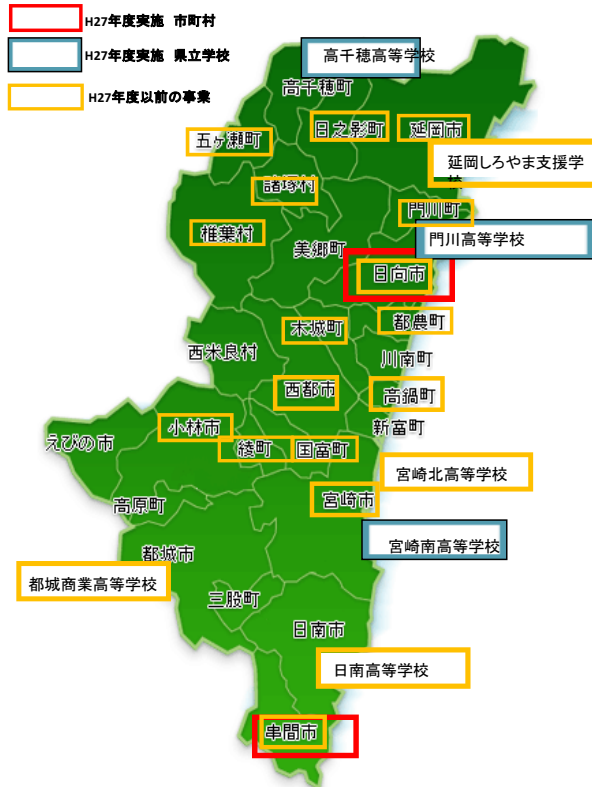 H27年度実施 市町村
H27年度実施 県立学校
H27年度以前の事業
高千穂高等学校
高千穂町
日之影町
延岡市
五ヶ瀬町
延岡しろやま支援学
校
諸塚村
門川町
椎葉村
門川高等学校
美郷町
日向市
木城町
都農町
西米良村
川南町
西都市
高鍋町
小林市
新富町
えびの市
綾町
国富町
宮崎北高等学校
高原町
宮崎市
宮崎南高等学校
都城市
都城商業高等学校
三股町
日南市
日南高等学校
串間市